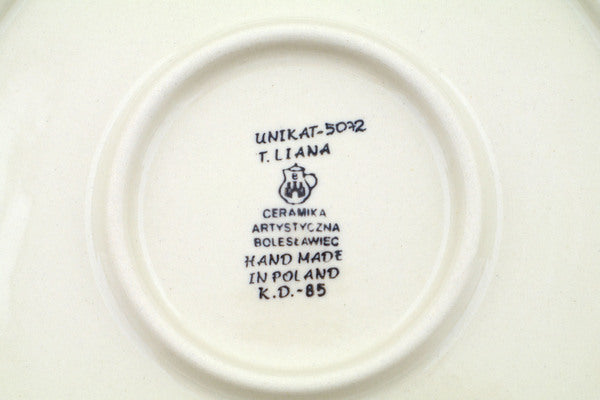 UNIKAT-5072
T. LIANA
B
CERAMIKA
ARTYSTYCZNA
BOLESŁAWIEC
HAND MADE
IN POLAND
K.D.-85